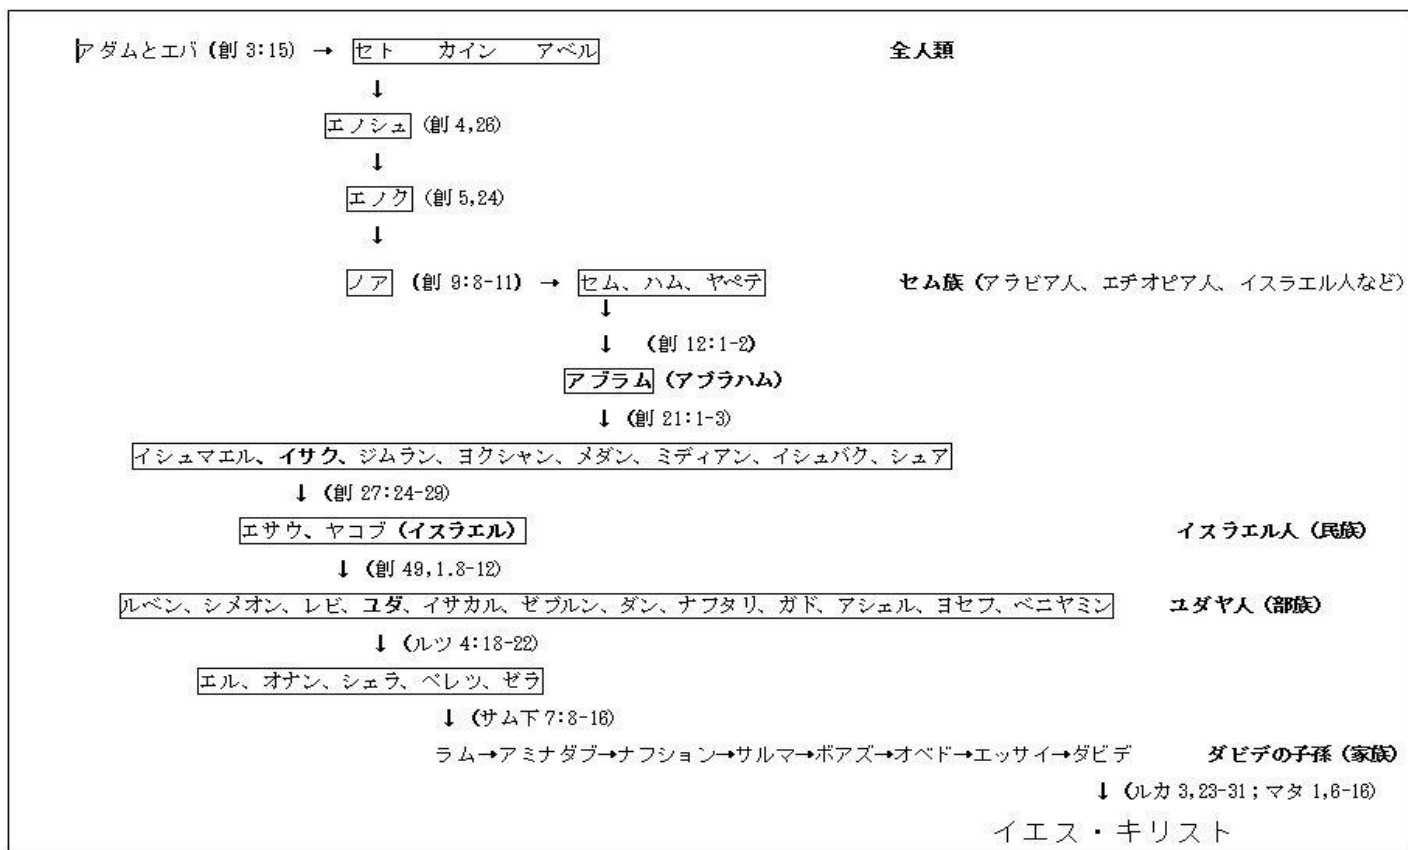 アダムとエバ (創 3:15) → セト カイン アベル 全人類
↓
エノシュ (創 4,26)
↓
エノク (創 5,24)
↓
ノア (創 9:8-11) → セム、ハム、ヤペテ セム族 (アラビア人、エチオピア人、イスラエル人など)
↓
↓ (創 12:1-2)
アブラム (アブラハム)
↓ (創 21:1-3)
イシュマエル、イサク、ジムラン、ヨクシャン、メダン、ミディアン、イシュバク、シュア
↓ (創 27:24-29)
エサウ、ヤコブ (イスラエル) イスラエル人 (民族)
↓ (創 49,1.8-12)
ルベン、シメオン、レビ、ユダ、イサカル、ゼブルン、ダン、ナフタリ、ガド、アシェル、ヨセフ、ベニヤミン ユダヤ人 (部族)
↓ (ルツ 4:18-22)
エル、オナン、シェラ、ペレツ、ゼラ
↓ (サム下 7:8-16)
ラム→アミナダブ→ナフション→サルマ→ボアズ→オベド→エッサイ→ダビデ ダビデの子孫 (家族)
↓ (ルカ 3,23-31 ; マタ 1,6-16)
イエス・キリスト